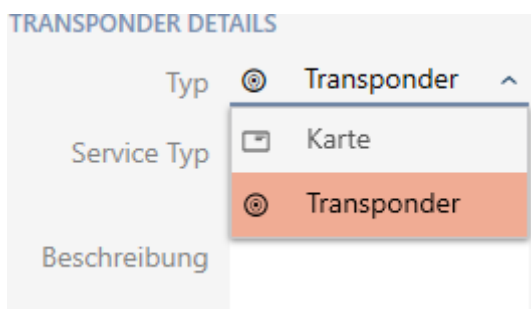 TRANSPONDER DETAILS
Typ Transponder
Karte
Service Typ
Transponder
Beschreibung